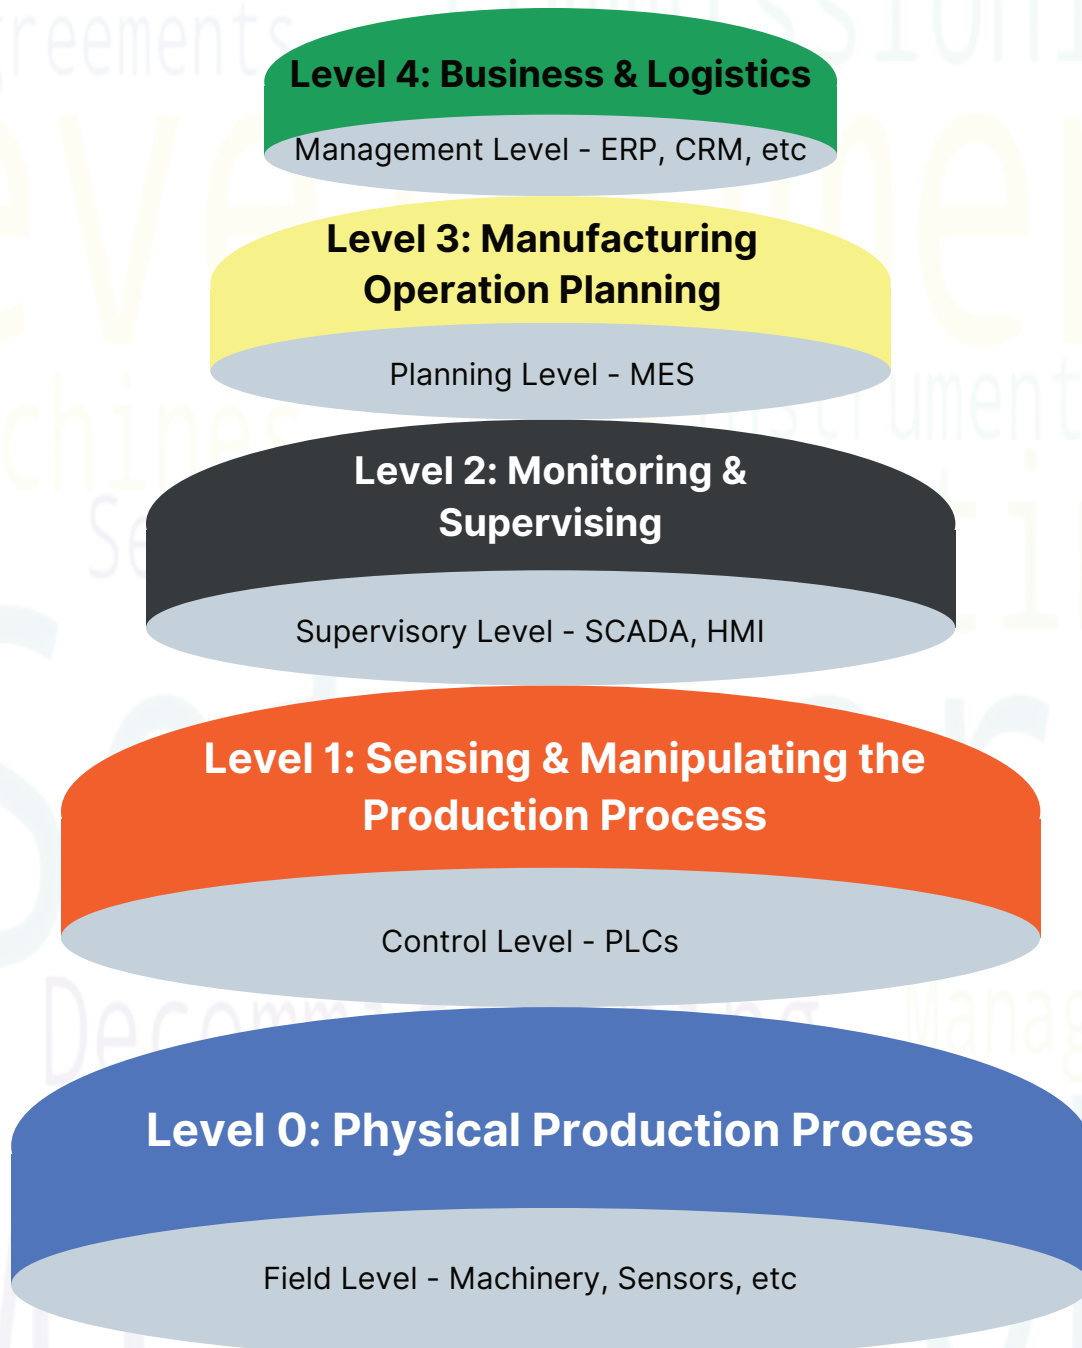 Level 4: Business & Logistics
Management Level - ERP, CRM, etc
Level 3: Manufacturing
Operation Planning
Planning Level - MES
Level 2: Monitoring &
Supervising
Supervisory Level - SCADA, HMI
Level 1: Sensing & Manipulating the
Production Process
Control Level - PLCs
Level 0: Physical Production Process
Field Level - Machinery, Sensors, etc